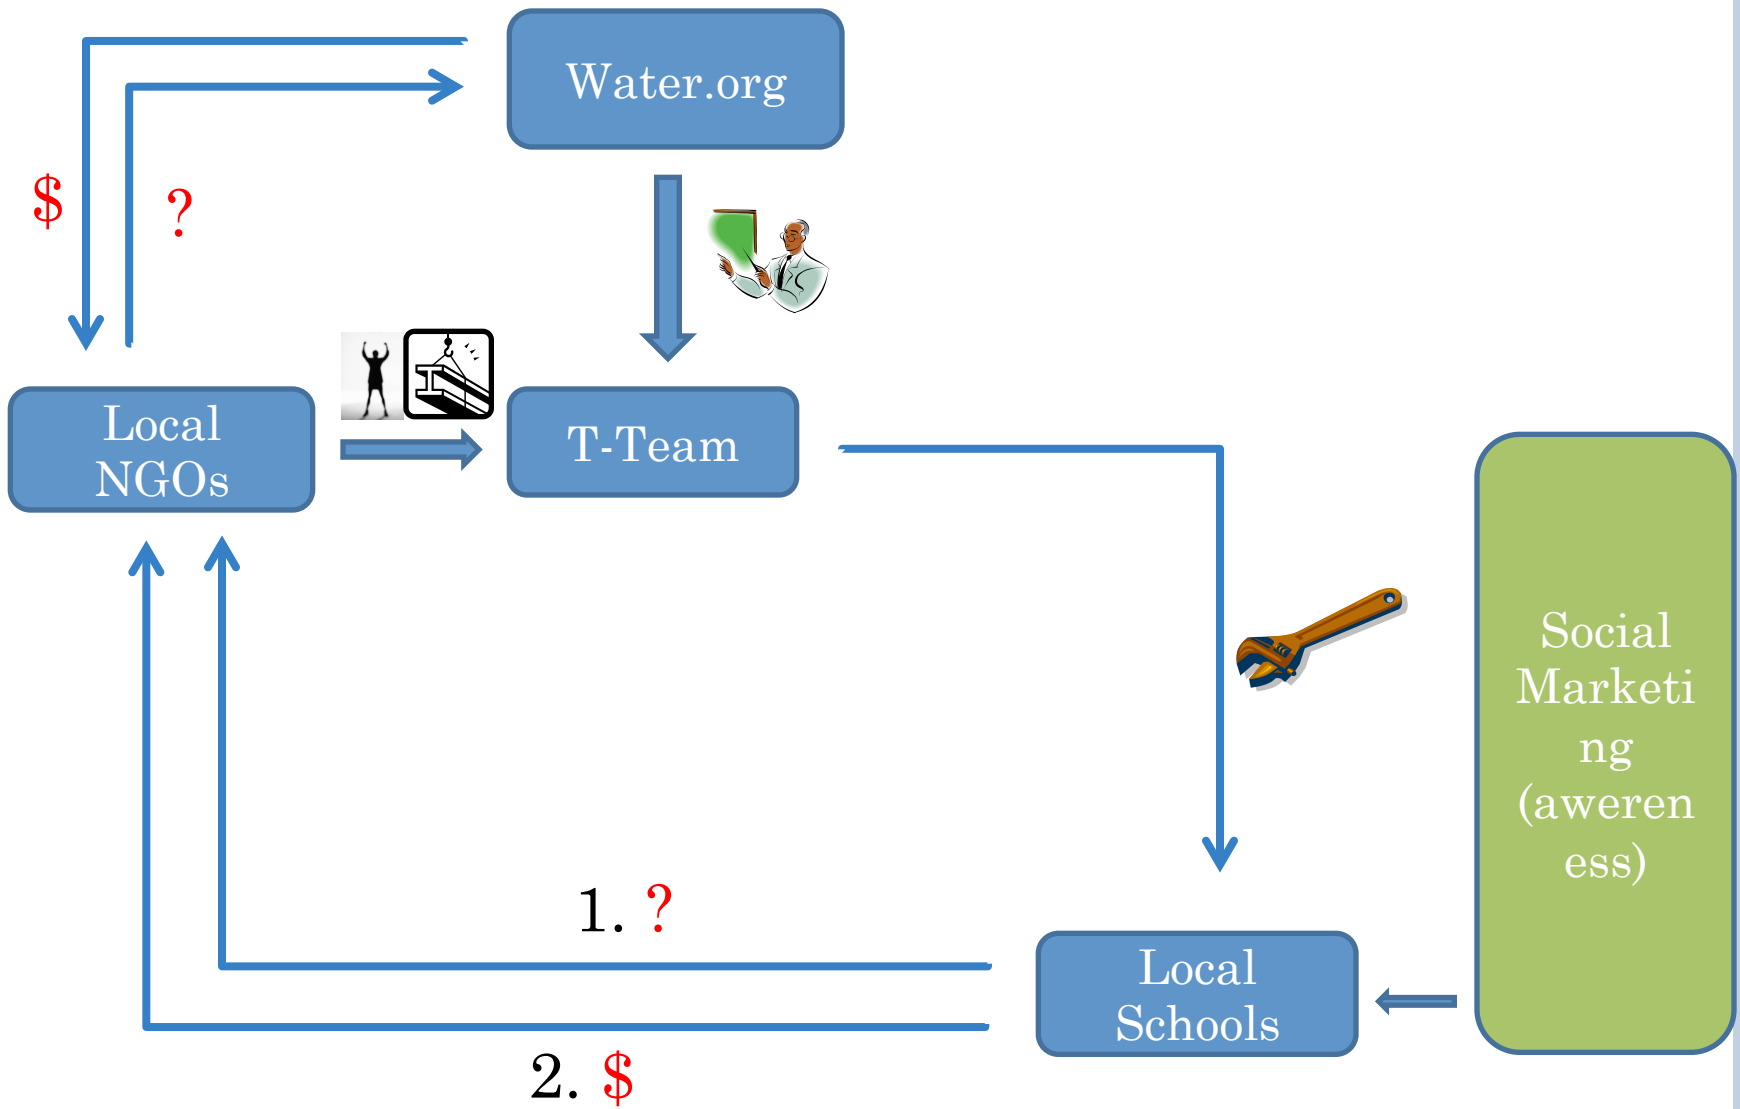 Water.org
$
?
Local
NGOs
T-Team
Social
Marketi
ng
(aweren
ess)
1. ?
Local
Schools
2. $